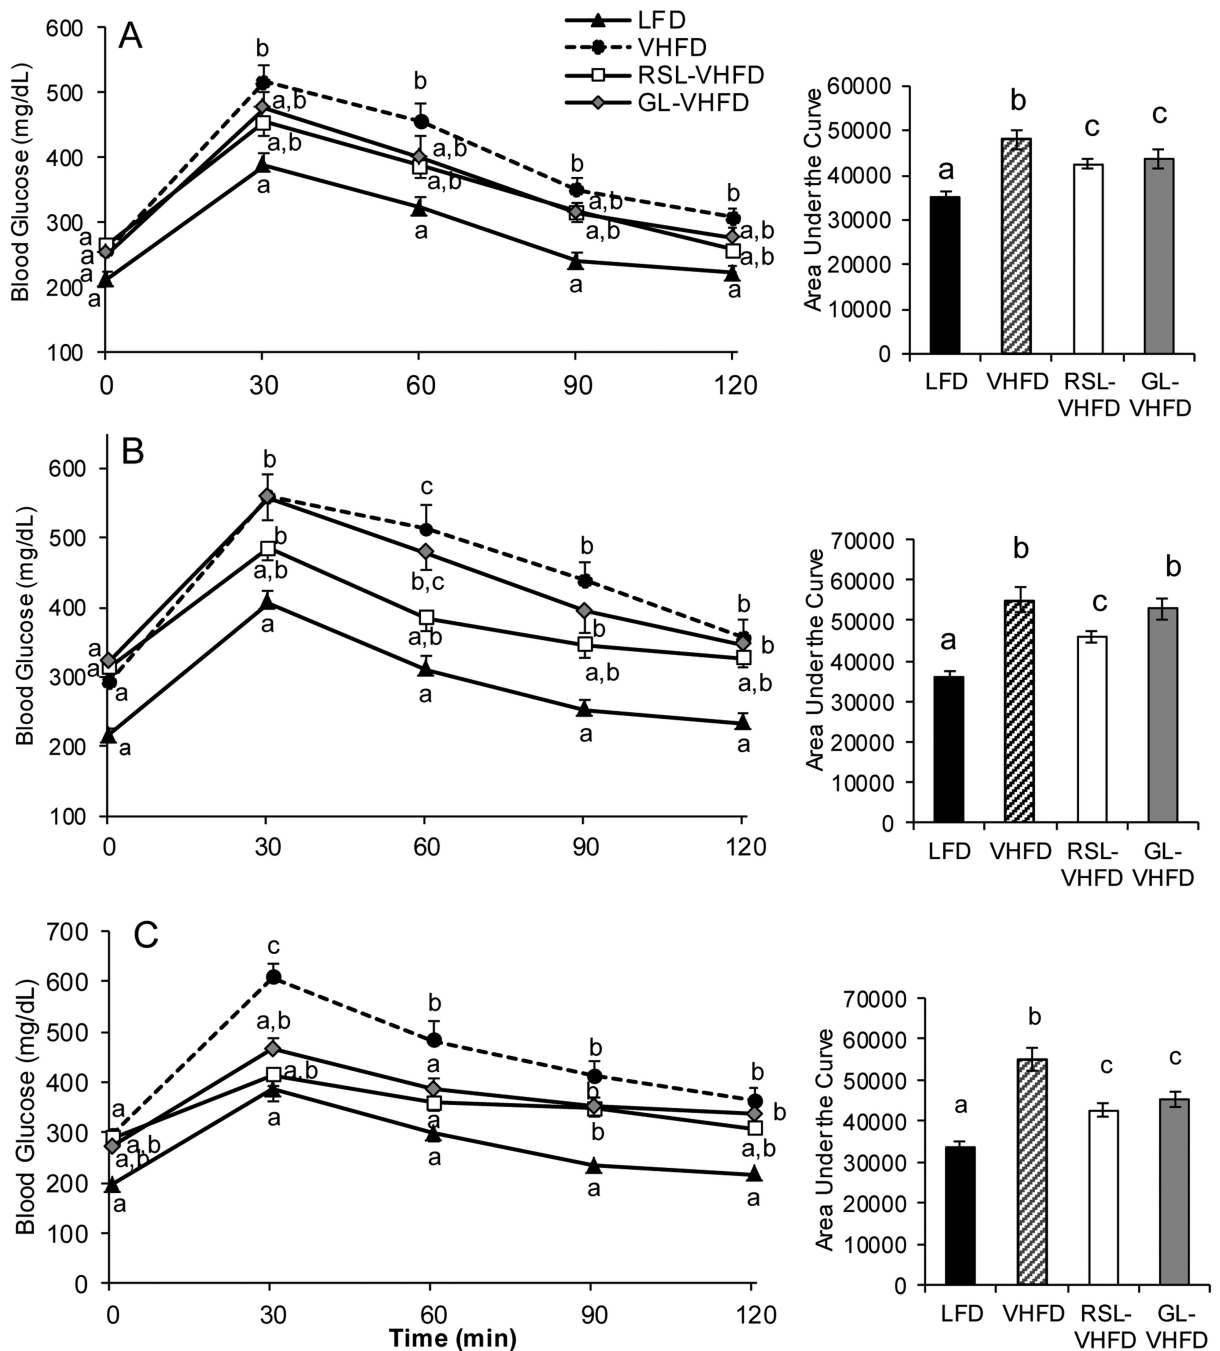 A
LFD
VHFD
RSL-VHFD
GL-VHFD
Blood Glucose (mg/dL)
600
500
400
300
200
100
0 30 60 90 120
b
a,b
a,b
a
b
a,b
a,b
a
b
a,b
a,b
a
b
a,b
a,b
a
a
a
a
a
Area Under the Curve
60000
50000
40000
30000
20000
10000
0
a b c c
LFD VHFD RSL- GL-
VHFD VHFD
B
Blood Glucose (mg/dL)
600
500
400
300
200
100
0 30 60 90 120
a
a
a
a
b
b
a,b
a
c
b,c
a,b
a
b
b
a,b
a
b
b
a,b
a
Area Under the Curve
70000
60000
50000
40000
30000
20000
10000
0
a b c b
LFD VHFD RSL- GL-
VHFD VHFD
C
Blood Glucose (mg/dL)
700
600
500
400
300
200
100
0
0 30 60 90 120
Time (min)
a
a,b
a,b
a
c
a,b
a,b
a
b
a
a
a
b
b
b
a
b
b
a,b
a
Area Under the Curve
70000
60000
50000
40000
30000
20000
10000
0
a b c c
LFD VHFD RSL- GL-
VHFD VHFD